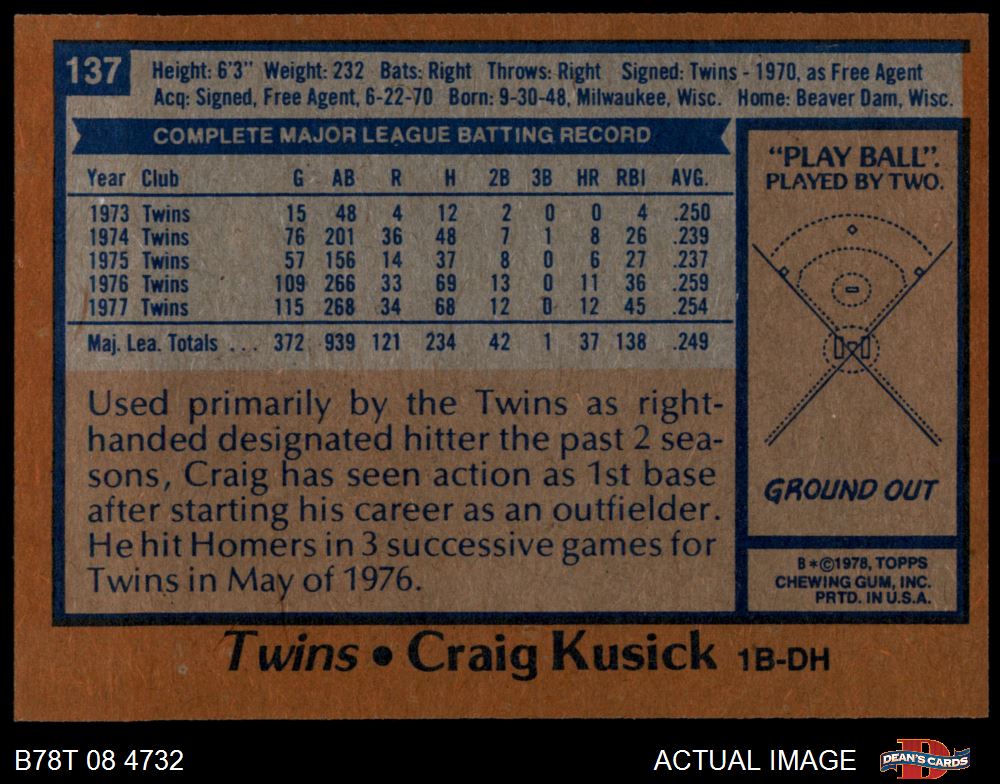 137
Height: 6'3" Weight: 232 Bats: Right Throws: Right Signed: Twins - 1970, as Free Agent
Acq: Signed, Free Agent, 6-22-70 Born: 9-30-48, Milwaukee, Wisc. Home: Beaver Dam, Wisc.
COMPLETE MAJOR LEAGUE BATTING RECORD
Year Club G AB R H 2B 3B HR RBI AVG.
1973 Twins 15 48 4 12 2 0 0 4 .250
1974 Twins 76 201 36 48 7 1 8 26 .239
1975 Twins 57 156 14 37 8 0 6 27 .237
1976 Twins 109 266 33 69 13 0 11 36 .259
1977 Twins 115 268 34 68 12 0 12 45 .254
Maj. Lea. Totals ... 372 939 121 234 42 1 37 138 .249
Used primarily by the Twins as right-
handed designated hitter the past 2 sea-
sons, Craig has seen action as 1st base
after starting his career as an outfielder.
He hit Homers in 3 successive games for
Twins in May of 1976.
"PLAY BALL".
PLAYED BY TWO.
GROUND OUT
B*©1978, TOPPS
CHEWING GUM, INC.
PRTD. IN U.S.A.
Twins • Craig Kusick 1B-DH
B78T 08 4732
ACTUAL IMAGE
DEAN'S CARDS